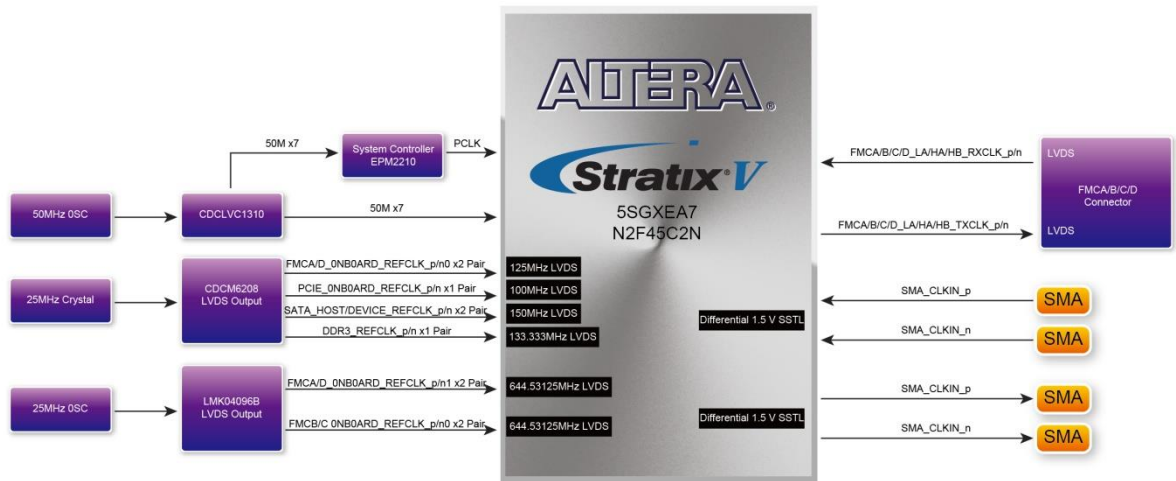 ALTERA®
Stratix® V
5SGXEA7
N2F45C2N
50M x7
System Controller
EPM2210
PCLK
50MHz 0SC
CDCLVC1310
50M x7
25MHz Crystal
CDCM6208
LVDS Output
FMCA/D_0NB0ARD_REFCLK_p/n0 x2 Pair
125MHz LVDS
PCIE_0NB0ARD_REFCLK_p/n x1 Pair
100MHz LVDS
SATA_HOST/DEVICE_REFCLK_p/n x2 Pair
150MHz LVDS
DDR3_REFCLK_p/n x1 Pair
133.333MHz LVDS
25MHz 0SC
LMK04096B
LVDS Output
FMCA/D_0NB0ARD_REFCLK_p/n1 x2 Pair
644.53125MHz LVDS
FMCB/C 0NB0ARD_REFCLK_p/n0 x2 Pair
644.53125MHz LVDS
FMCA/B/C/D_LA/HA/HB_RXCLK_p/n
LVDS
FMCA/B/C/D
Connector
FMCA/B/C/D_LA/HA/HB_TXCLK_p/n
LVDS
Differential 1.5 V SSTL
SMA_CLKIN_p
SMA
SMA_CLKIN_n
SMA
Differential 1.5 V SSTL
SMA_CLKIN_p
SMA
SMA_CLKIN_n
SMA